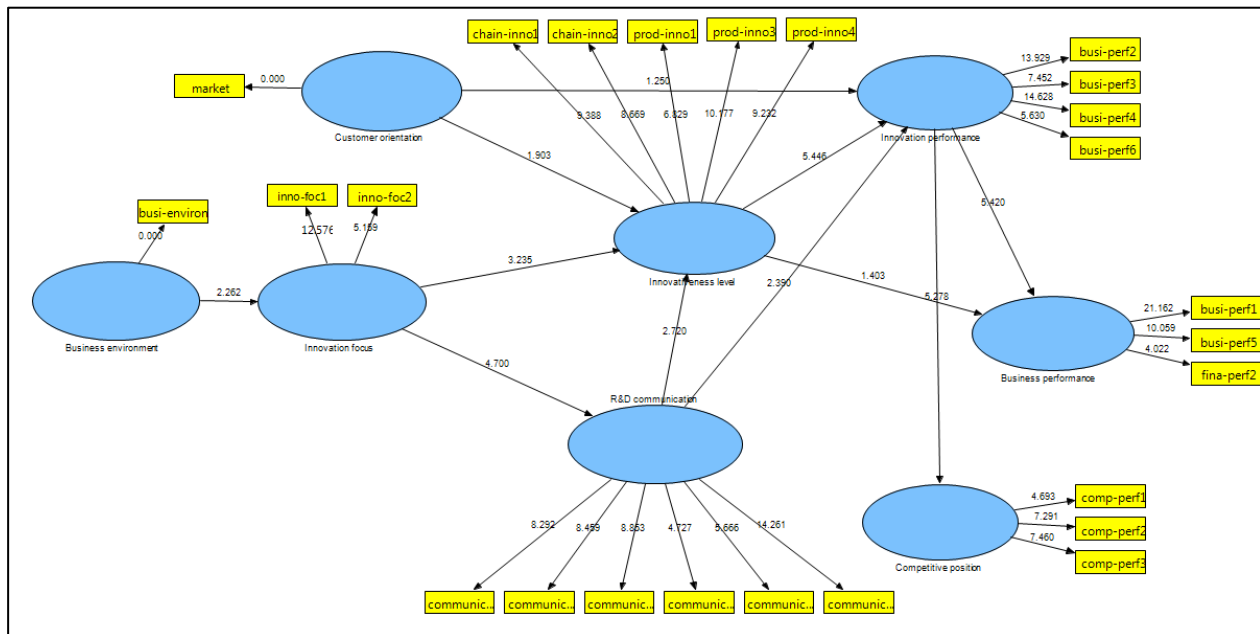 chain-inno1
chain-inno2
prod-inno1
prod-inno3
prod-inno4
market
0.000
Customer orientation
1.250
9.388
8.669
6.829
10.177
9.232
Innovation performance
13.929
7.452
14.628
5.630
busi-perf2
busi-perf3
busi-perf4
busi-perf6
1.903
5.446
inno-foc1
inno-foc2
busi-environ
0.000
12.576
5.159
Innovativeness level
5.420
Business environment
2.262
Innovation focus
3.235
2.720
2.390
5.278
1.403
Business performance
21.162
10.059
4.022
busi-perf1
busi-perf5
fina-perf2
4.700
R&D communication
8.292
8.459
8.853
4.727
5.666
14.261
communic...
communic...
communic...
communic...
communic...
communic...
Competitive position
4.693
7.291
7.460
comp-perf1
comp-perf2
comp-perf3